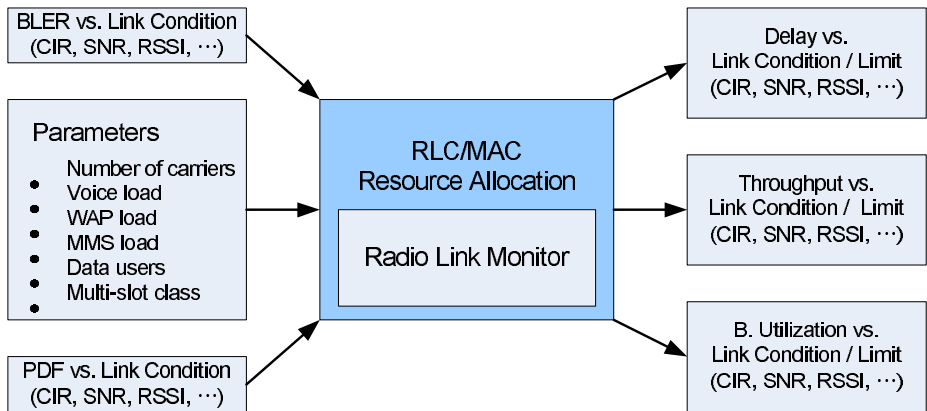 BLER vs. Link Condition
(CIR, SNR, RSSI, ⋯)
Parameters
Number of carriers
• Voice load
• WAP load
• MMS load
• Data users
• Multi-slot class
•
PDF vs. Link Condition
(CIR, SNR, RSSI, ⋯)
RLC/MAC
Resource Allocation
Radio Link Monitor
Delay vs.
Link Condition / Limit
(CIR, SNR, RSSI, ⋯)
Throughput vs.
Link Condition / Limit
(CIR, SNR, RSSI, ⋯)
B. Utilization vs.
Link Condition / Limit
(CIR, SNR, RSSI, ⋯)